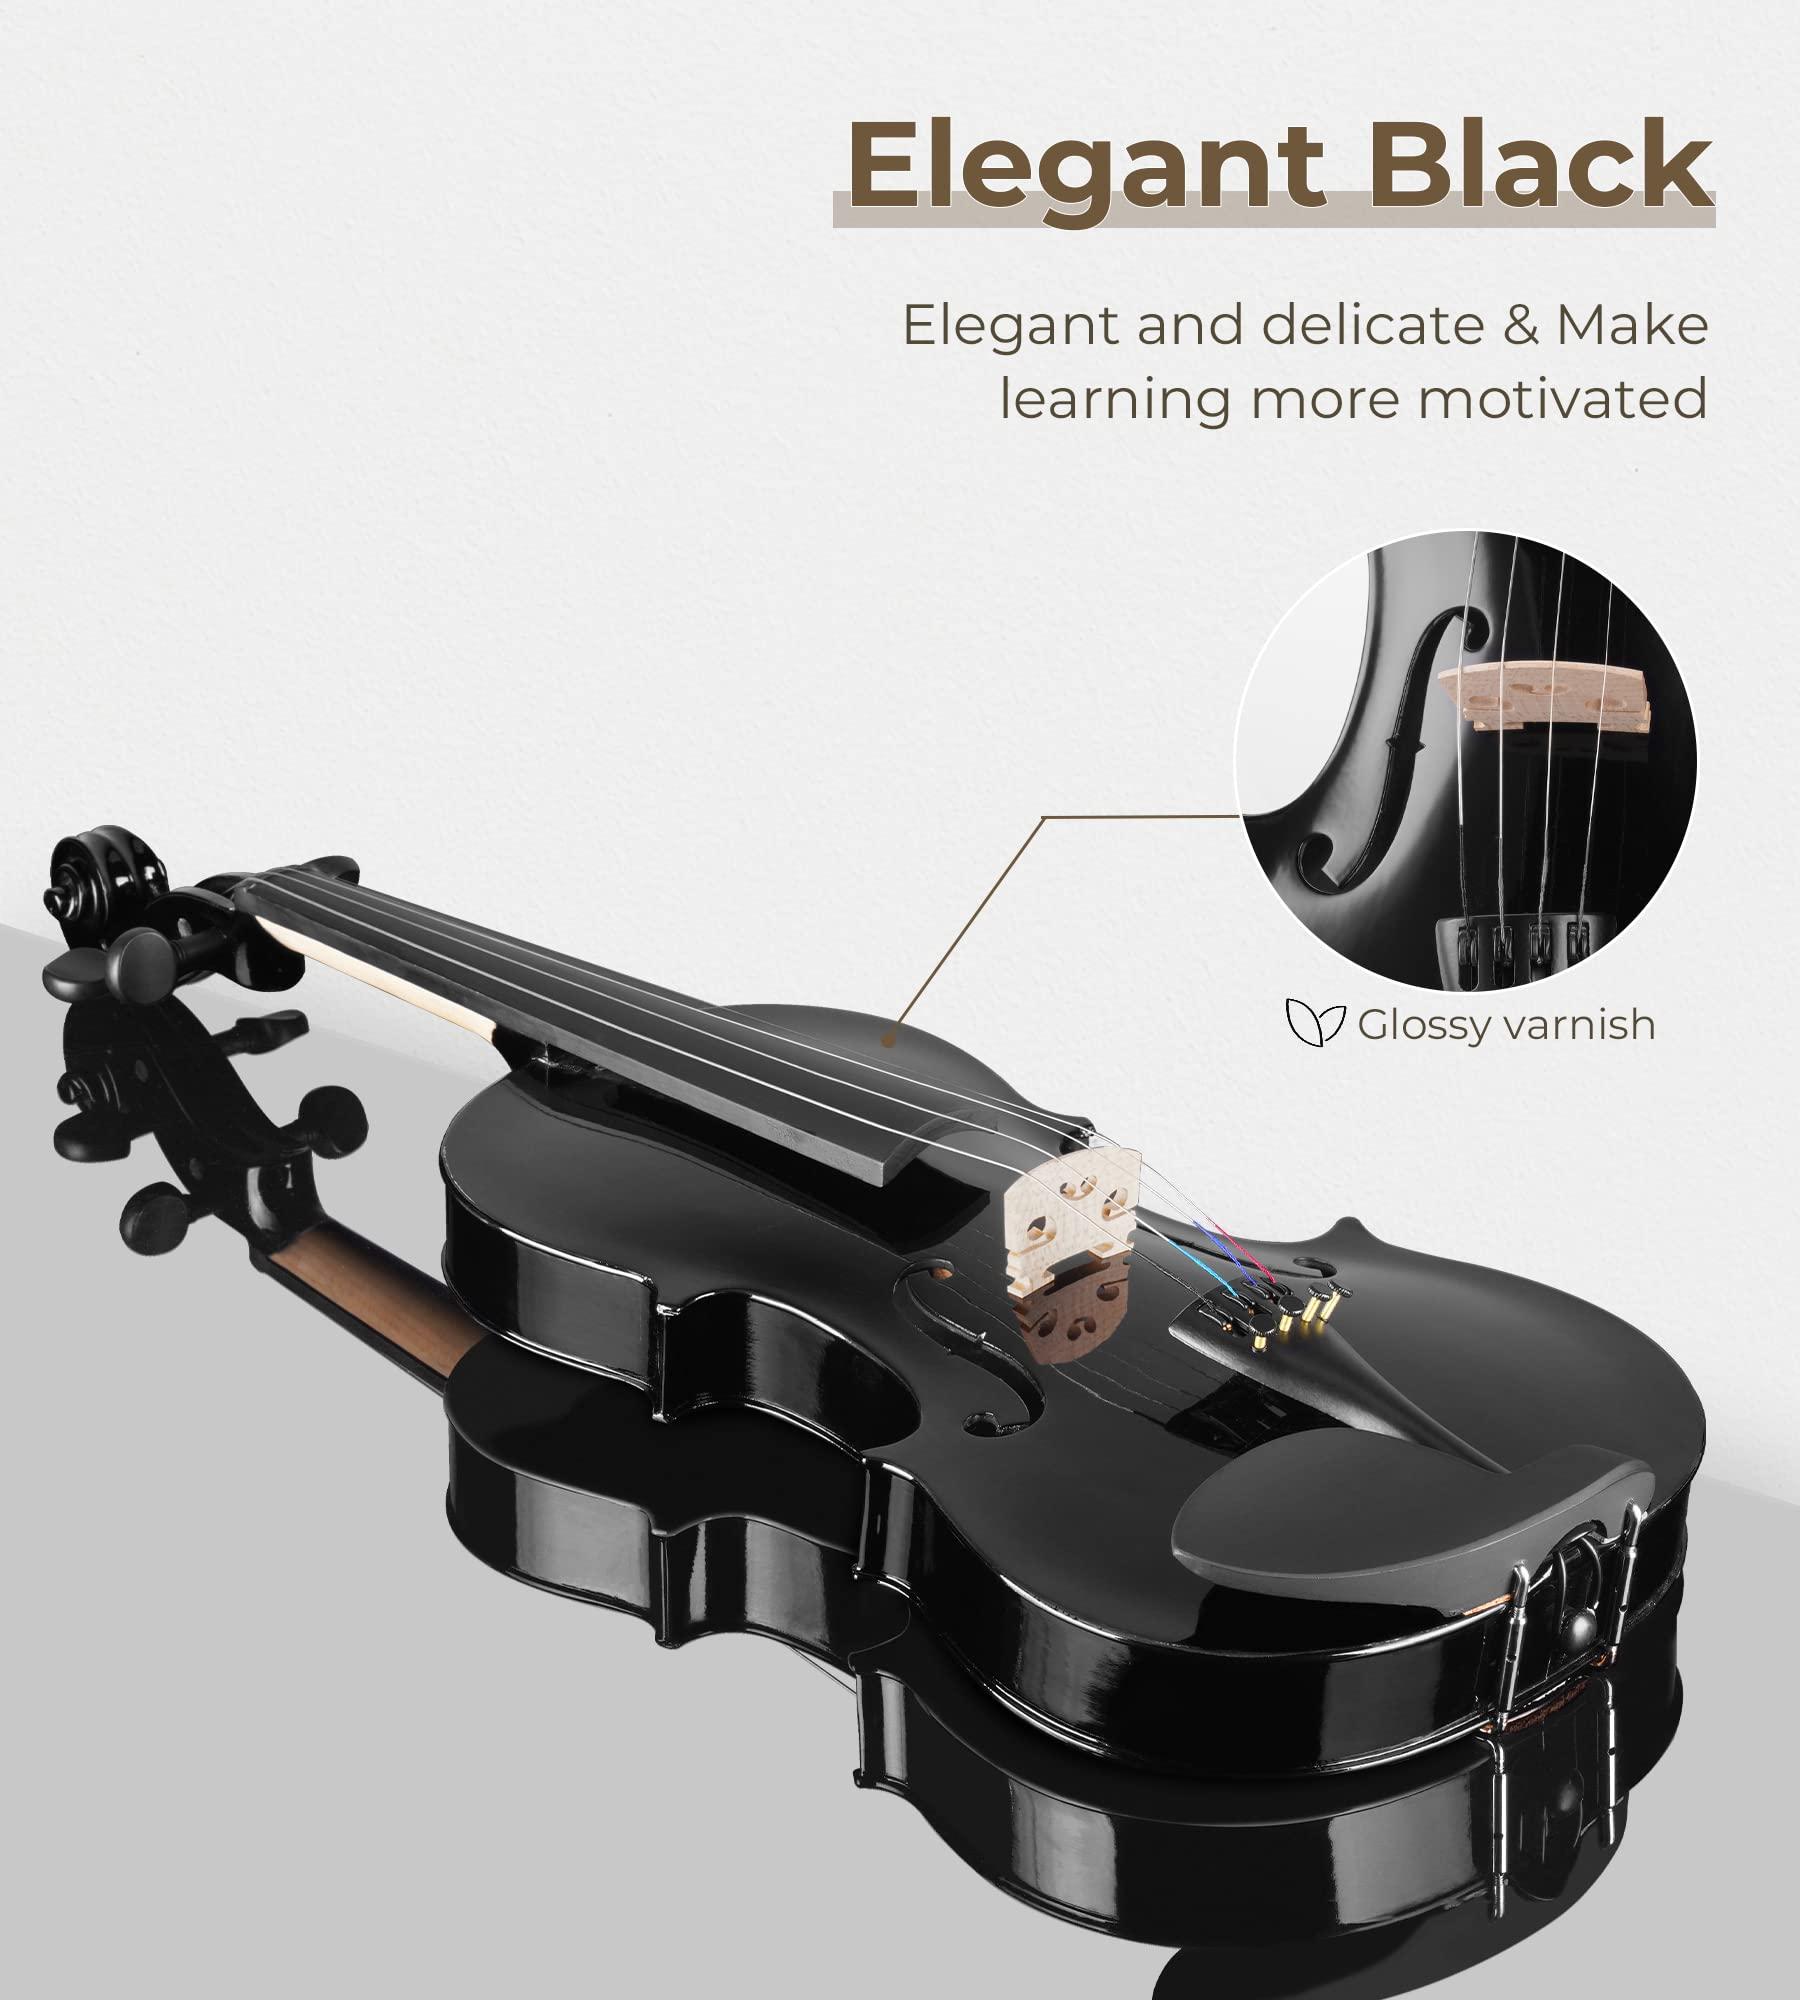 Elegant Black
Elegant and delicate & Make
learning more motivated
Glossy varnish